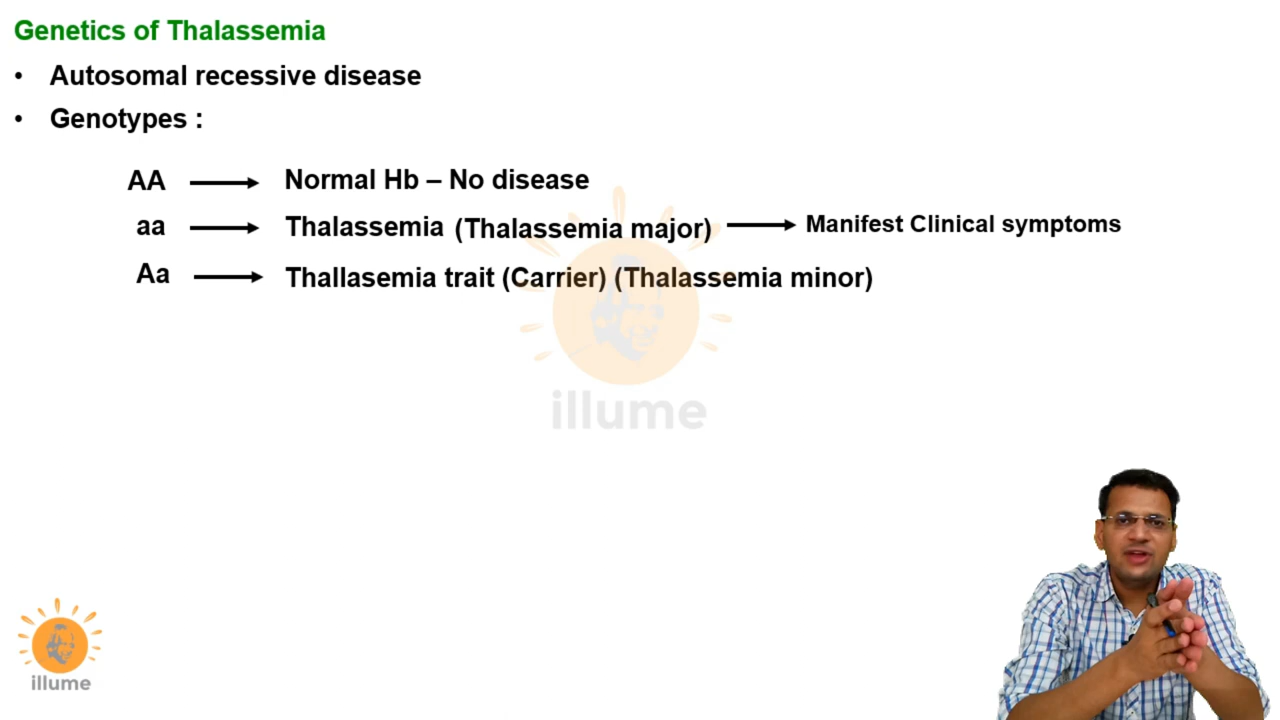 Genetics of Thalassemia
• Autosomal recessive disease
• Genotypes :
AA → Normal Hb – No disease
aa → Thalassemia (Thalassemia major) → Manifest Clinical symptoms
Aa → Thallasemia trait (Carrier) (Thalassemia minor)
illume
illume